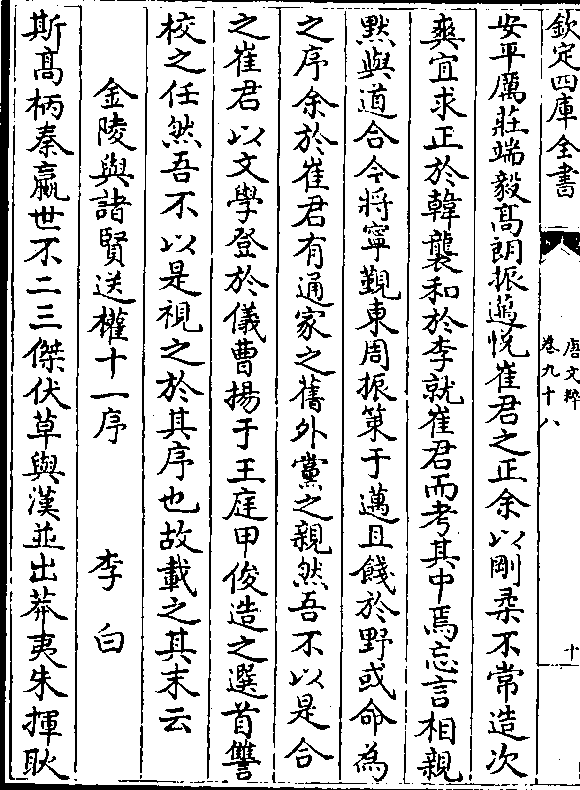 欽定四庫全書
唐文粹
卷九十八
十
安平厲莊端毅髙朗振邁悅崔君之正余以剛柔不常造次
爽宜求正於韓襲和於李就崔君而考其中焉忘言相親
黙與道合今將寧覲東周振策于邁且餞於野或命為
之序余於崔君有通家之舊外黨之親然吾不以是合
之崔君以文學登於儀曹揚于王庭甲俊造之選首讐
校之任然吾不以是視之於其序也故載之其末云
金陵與諸賢送權十一序 李白
斯髙柄秦嬴世不二三傑伏草與漢並出莽夷朱揮耿